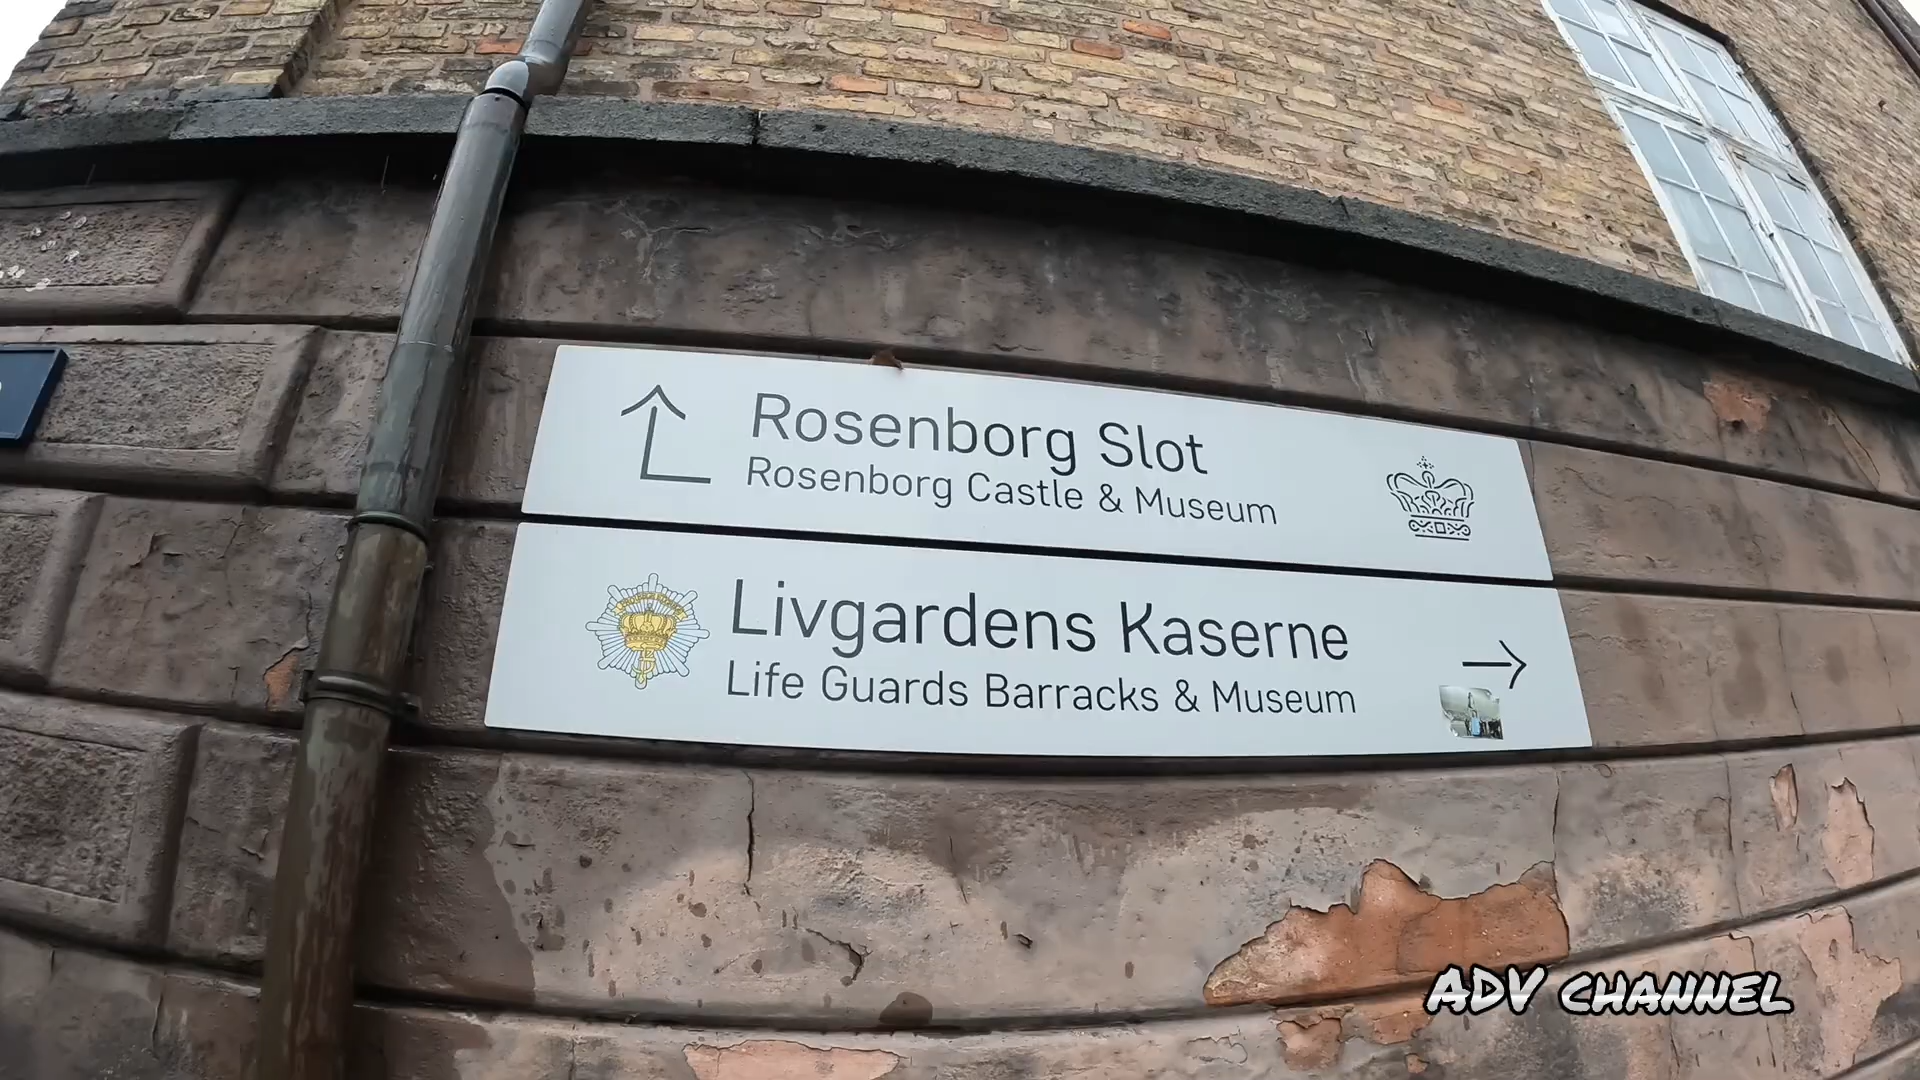 Rosenborg Slot
Rosenborg Castle & Museum
Livgardens Kaserne
Life Guards Barracks & Museum
ADV CHANNEL